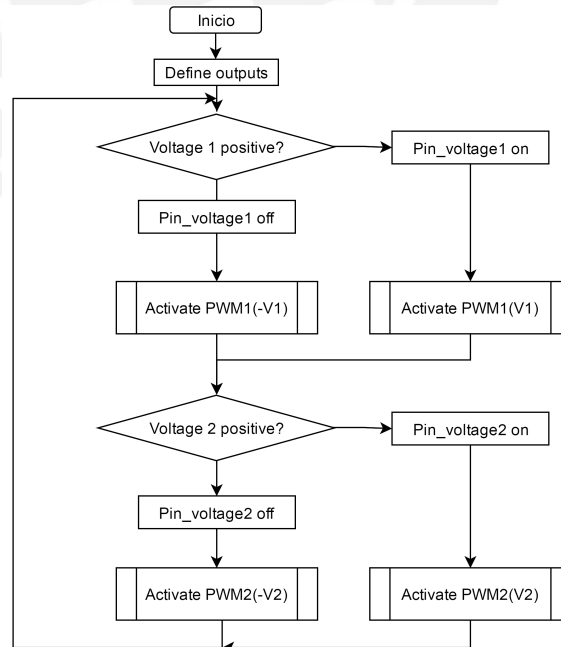 Inicio
Define outputs
Voltage 1 positive?
Pin_voltage1 on
Pin_voltage1 off
Activate PWM1(-V1)
Activate PWM1(V1)
Voltage 2 positive?
Pin_voltage2 on
Pin_voltage2 off
Activate PWM2(-V2)
Activate PWM2(V2)